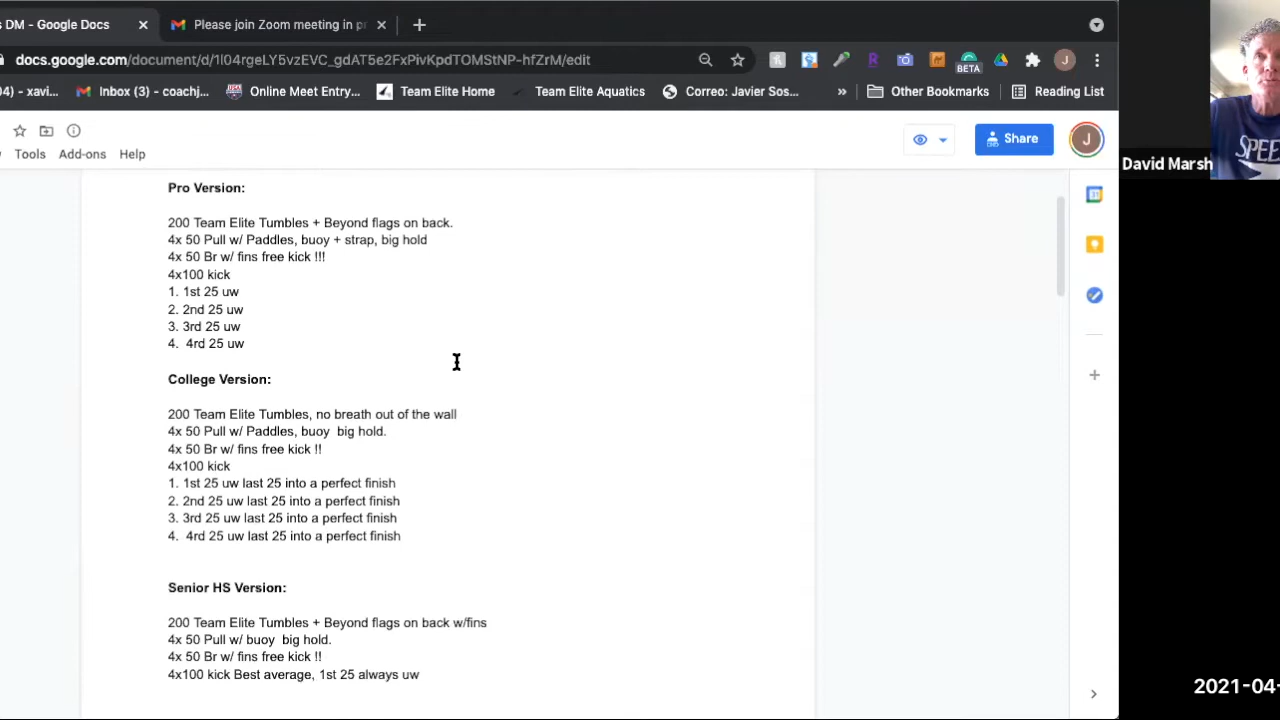 s DM - Google Docs
Please join Zoom meeting in pr
docs.google.com/document/d/1I04rgeLY5vzEVC_gdAT5e2FxPivKpdTOMStNP-hfZrM/edit
BETA
J
04) - xavi...
Inbox (3) - coachj...
Online Meet Entry...
Team Elite Home
Team Elite Aquatics
Correo: Javier Sos...
»
Other Bookmarks
Reading List
Tools
Add-ons
Help
Share
J
SPEE
David Marsh
Pro Version:
200 Team Elite Tumbles + Beyond flags on back.
4x 50 Pull w/ Paddles, buoy + strap, big hold
4x 50 Br w/ fins free kick !!!
4x100 kick
1. 1st 25 uw
2. 2nd 25 uw
3. 3rd 25 uw
4. 4rd 25 uw
College Version:
200 Team Elite Tumbles, no breath out of the wall
4x 50 Pull w/ Paddles, buoy big hold.
4x 50 Br w/ fins free kick !!
4x100 kick
1. 1st 25 uw last 25 into a perfect finish
2. 2nd 25 uw last 25 into a perfect finish
3. 3rd 25 uw last 25 into a perfect finish
4. 4rd 25 uw last 25 into a perfect finish
Senior HS Version:
200 Team Elite Tumbles + Beyond flags on back w/fins
4x 50 Pull w/ buoy big hold.
4x 50 Br w/ fins free kick !!
4x100 kick Best average, 1st 25 always uw
2021-04-